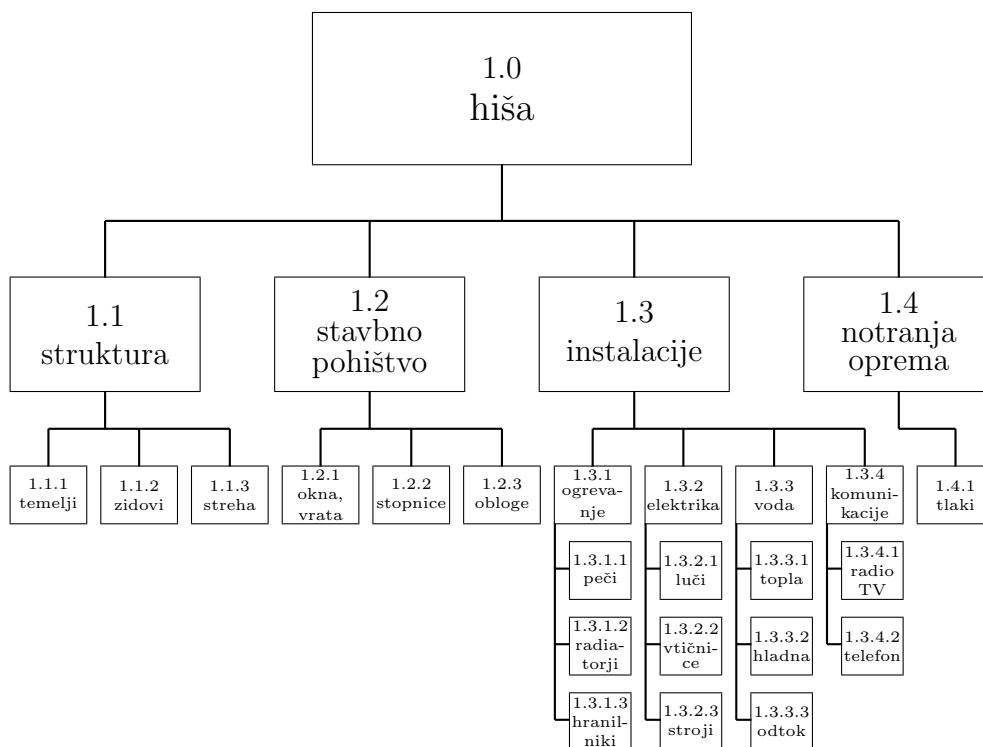 1.0
hiša
1.1
struktura
1.2
stavbno
pohištvo
1.3
instalacije
1.4
notranja
oprema
1.1.1
temelji
1.1.2
zidovi
1.1.3
streha
1.2.1
okna,
vrata
1.2.2
stopnice
1.2.3
obloge
1.3.1
ogreva-
nje
1.3.2
elektrika
1.3.3
voda
1.3.4
komuni-
kacije
1.4.1
tlaki
1.3.1.1
peči
1.3.2.1
luči
1.3.3.1
topla
1.3.4.1
radio
TV
1.3.1.2
radia-
torji
1.3.2.2
vtični-
ce
1.3.3.2
hladna
1.3.4.2
telefon
1.3.1.3
hranil-
niki
1.3.2.3
stroji
1.3.3.3
odtok